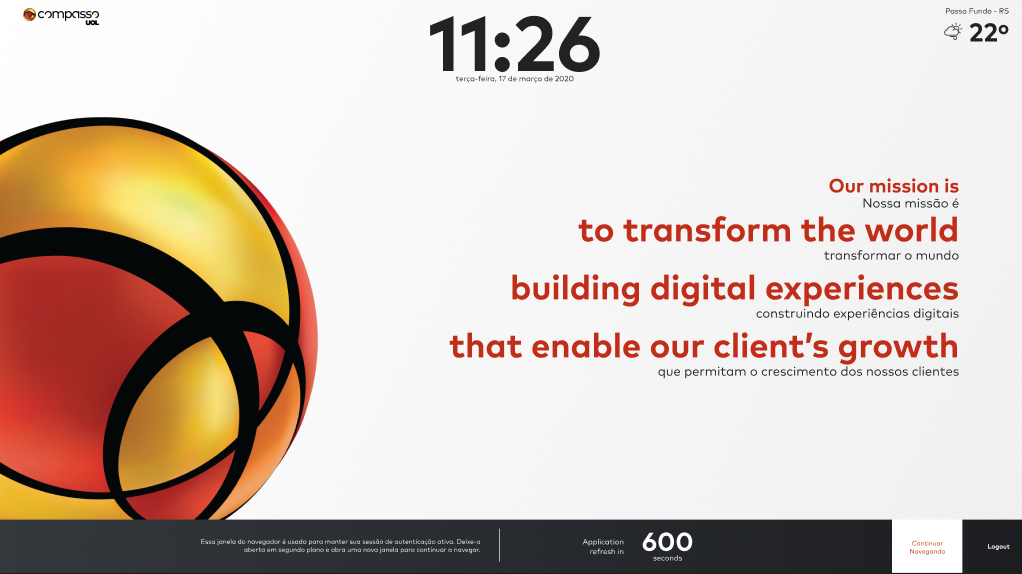 compasso
UOL
11:26
terça-feira, 17 de março de 2020
Passo Fundo - RS
22º
Our mission is
Nossa missão é
to transform the world
transformar o mundo
building digital experiences
construindo experiências digitais
that enable our client's growth
que permitam o crescimento dos nossos clientes
Essa janela do navegador é usada para manter sua sessão de autenticação ativa. Deixe-a
aberta em segundo plano e abra uma nova janela para continuar a navegar.
Application
refresh in
600
seconds
Continuar
Navegando
Logout